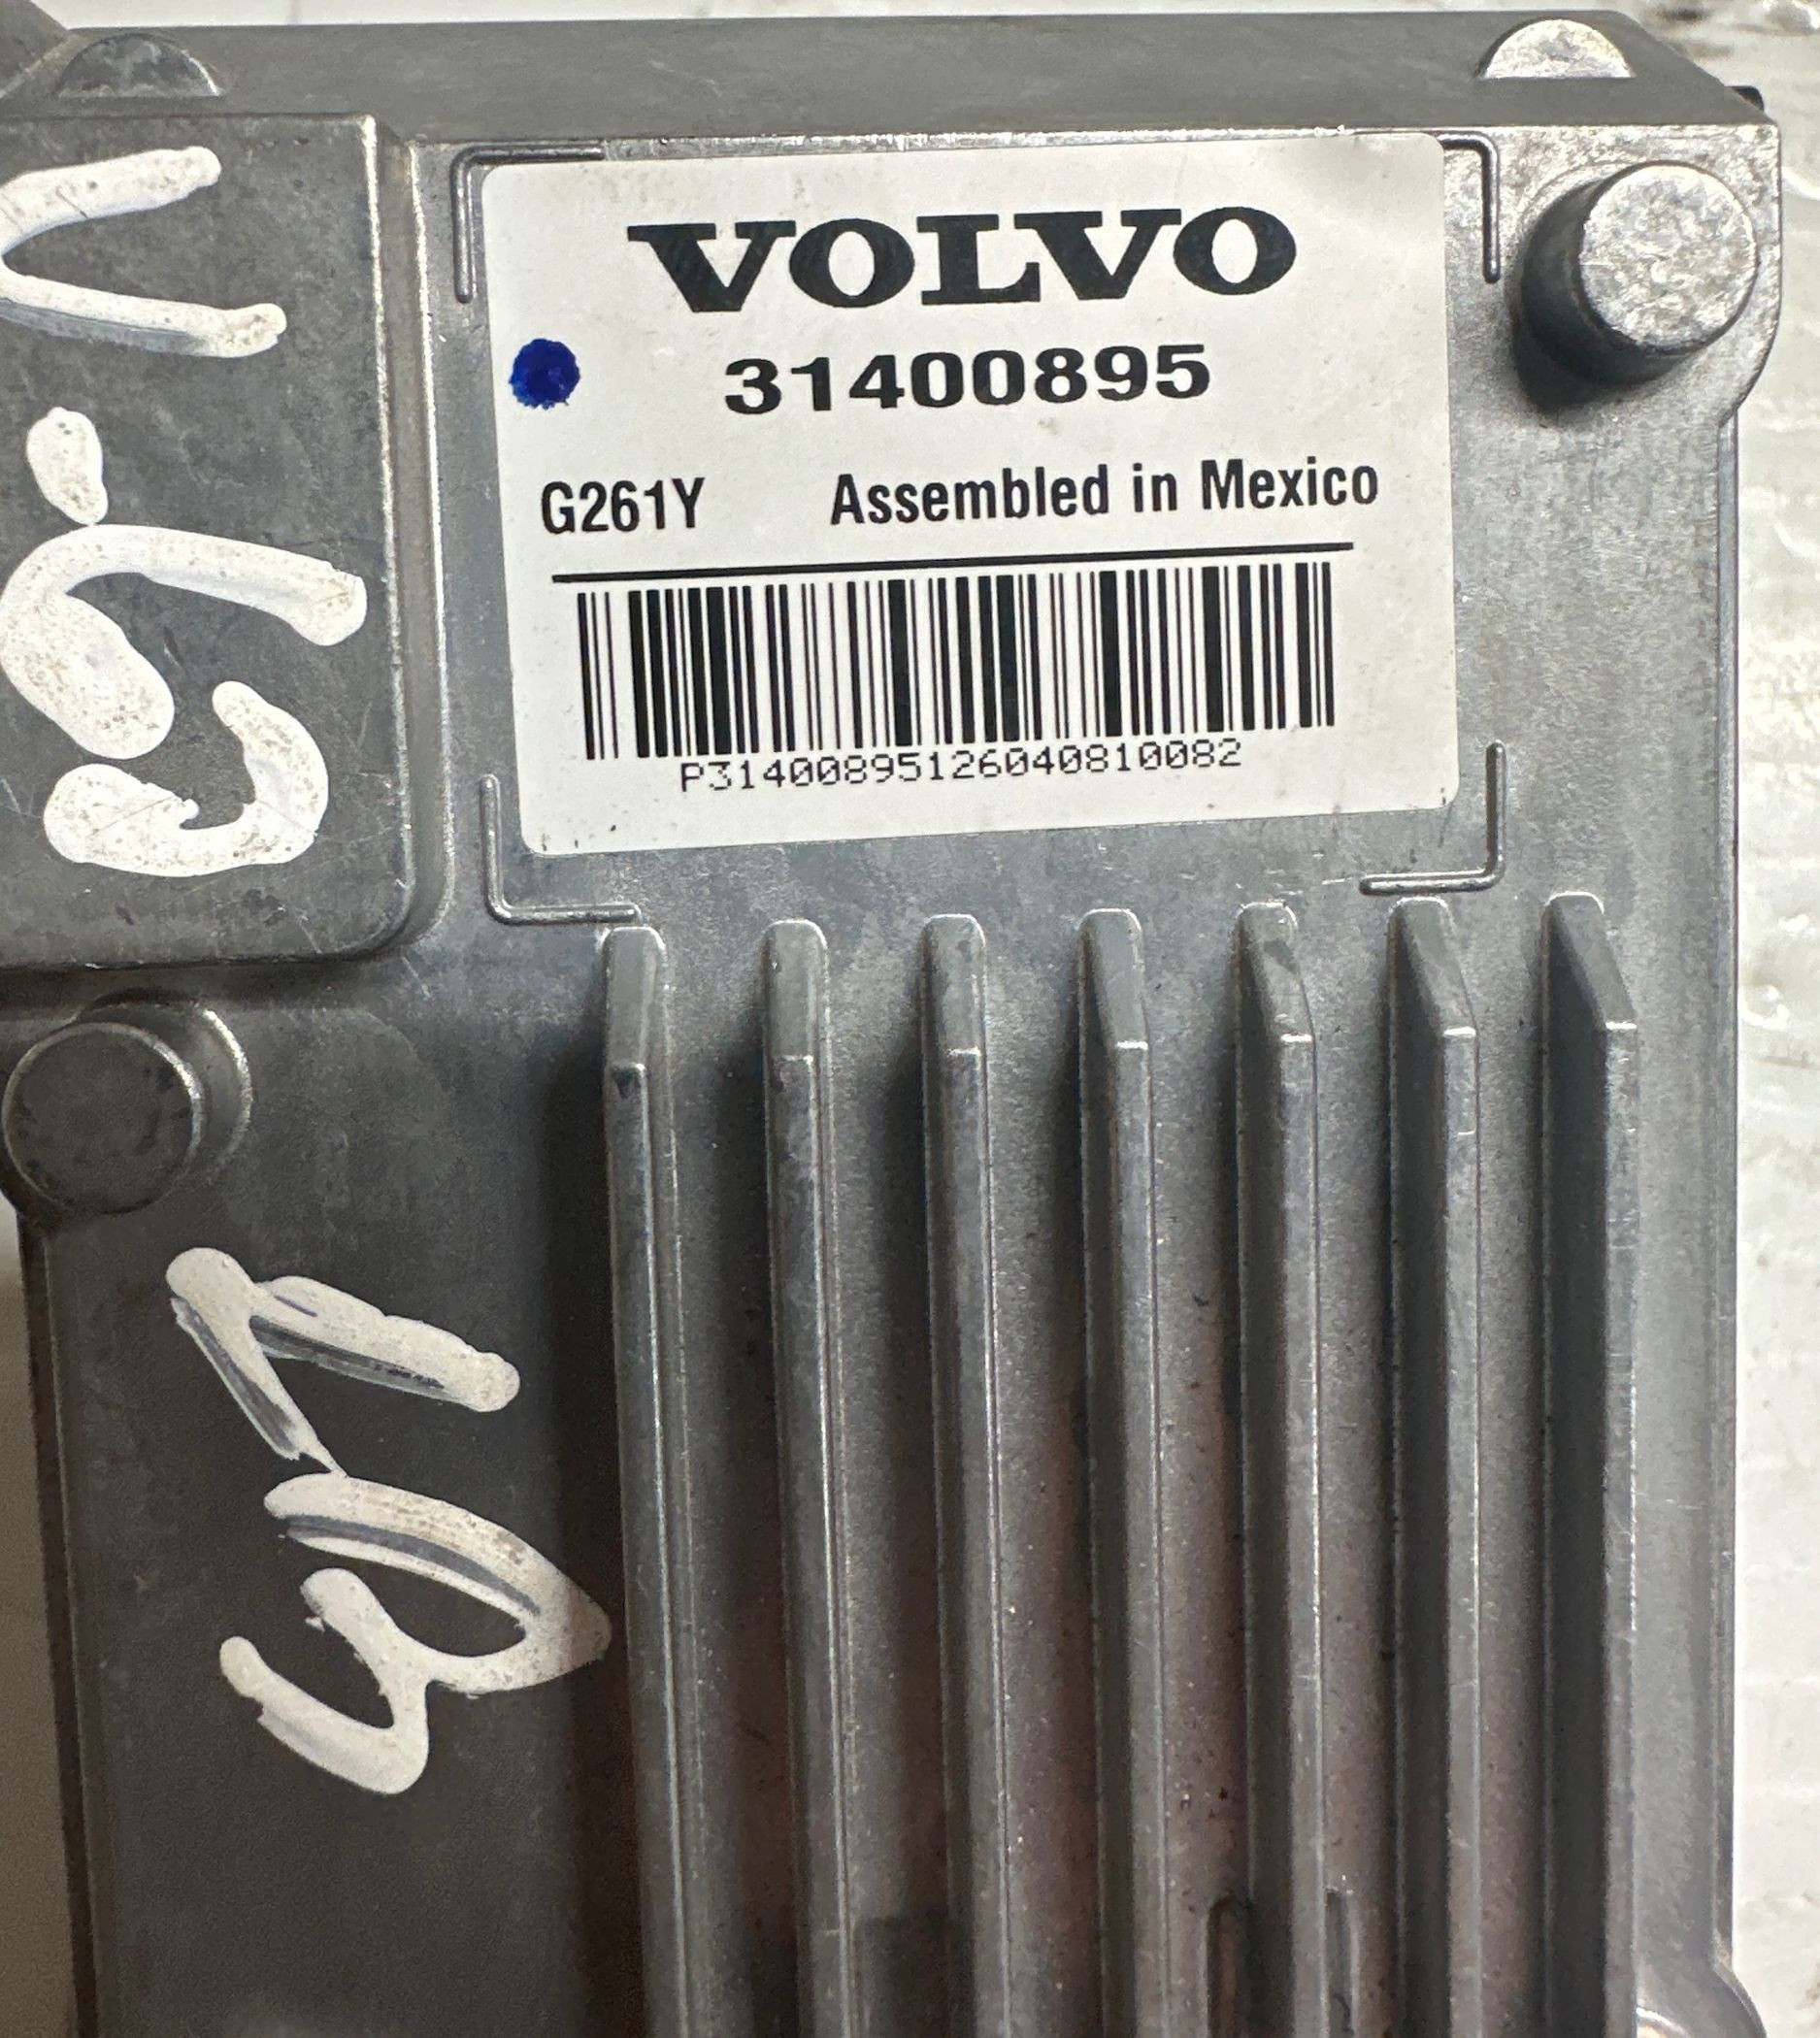 VOLVO
31400895
G261Y Assembled in Mexico
P31400895126040810082